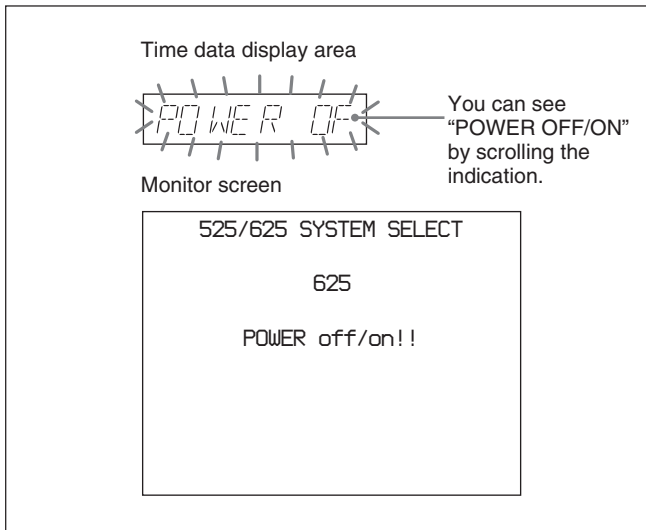 Time data display area
POWER OF
You can see
“POWER OFF/ON”
by scrolling the
indication.
Monitor screen
525/625 SYSTEM SELECT
625
POWER off/on!!